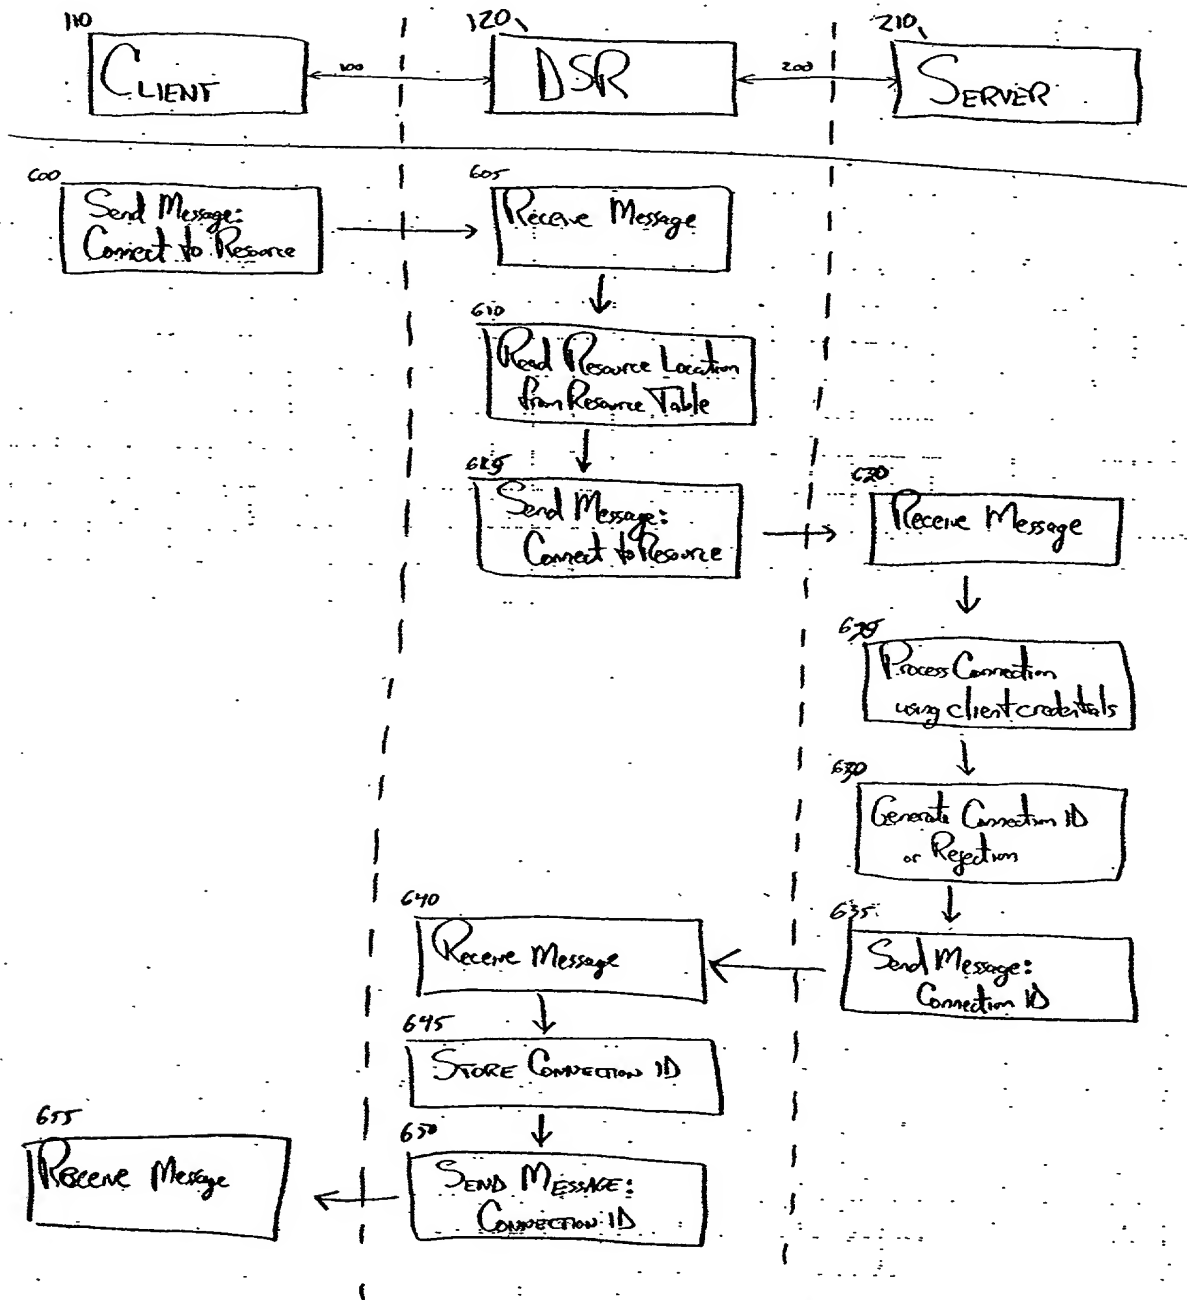 110
CLIENT
100
120
DSR
200
210
SERVER
600
Send Message:
Connect to Resource
605
Receive Message
610
Read Resource Location
from Resource Table
615
Send Message:
Connect to Resource
620
Receive Message
625
Process Connection
using client credentials
630
Generate Connection ID
or Rejection
635
Send Message:
Connection ID
640
Receive Message
645
STORE CONNECTION ID
650
SEND MESSAGE:
CONNECTION ID
655
Receive Message